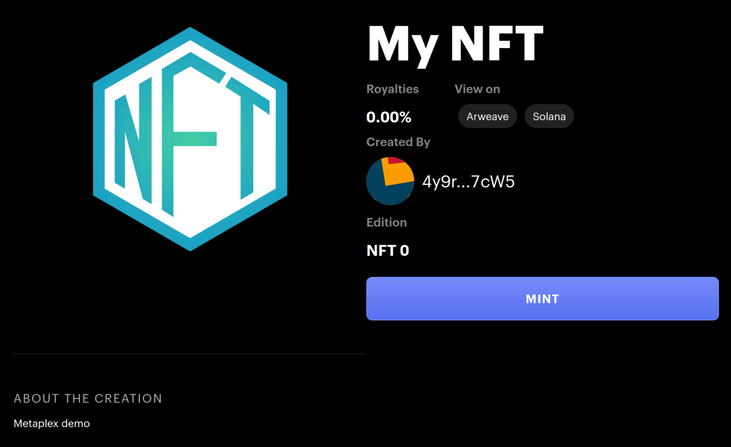 NFT
My NFT
Royalties
View on
0.00%
Arweave
Solana
Created By
4y9r...7cW5
Edition
NFT 0
MINT
ABOUT THE CREATION
Metaplex demo